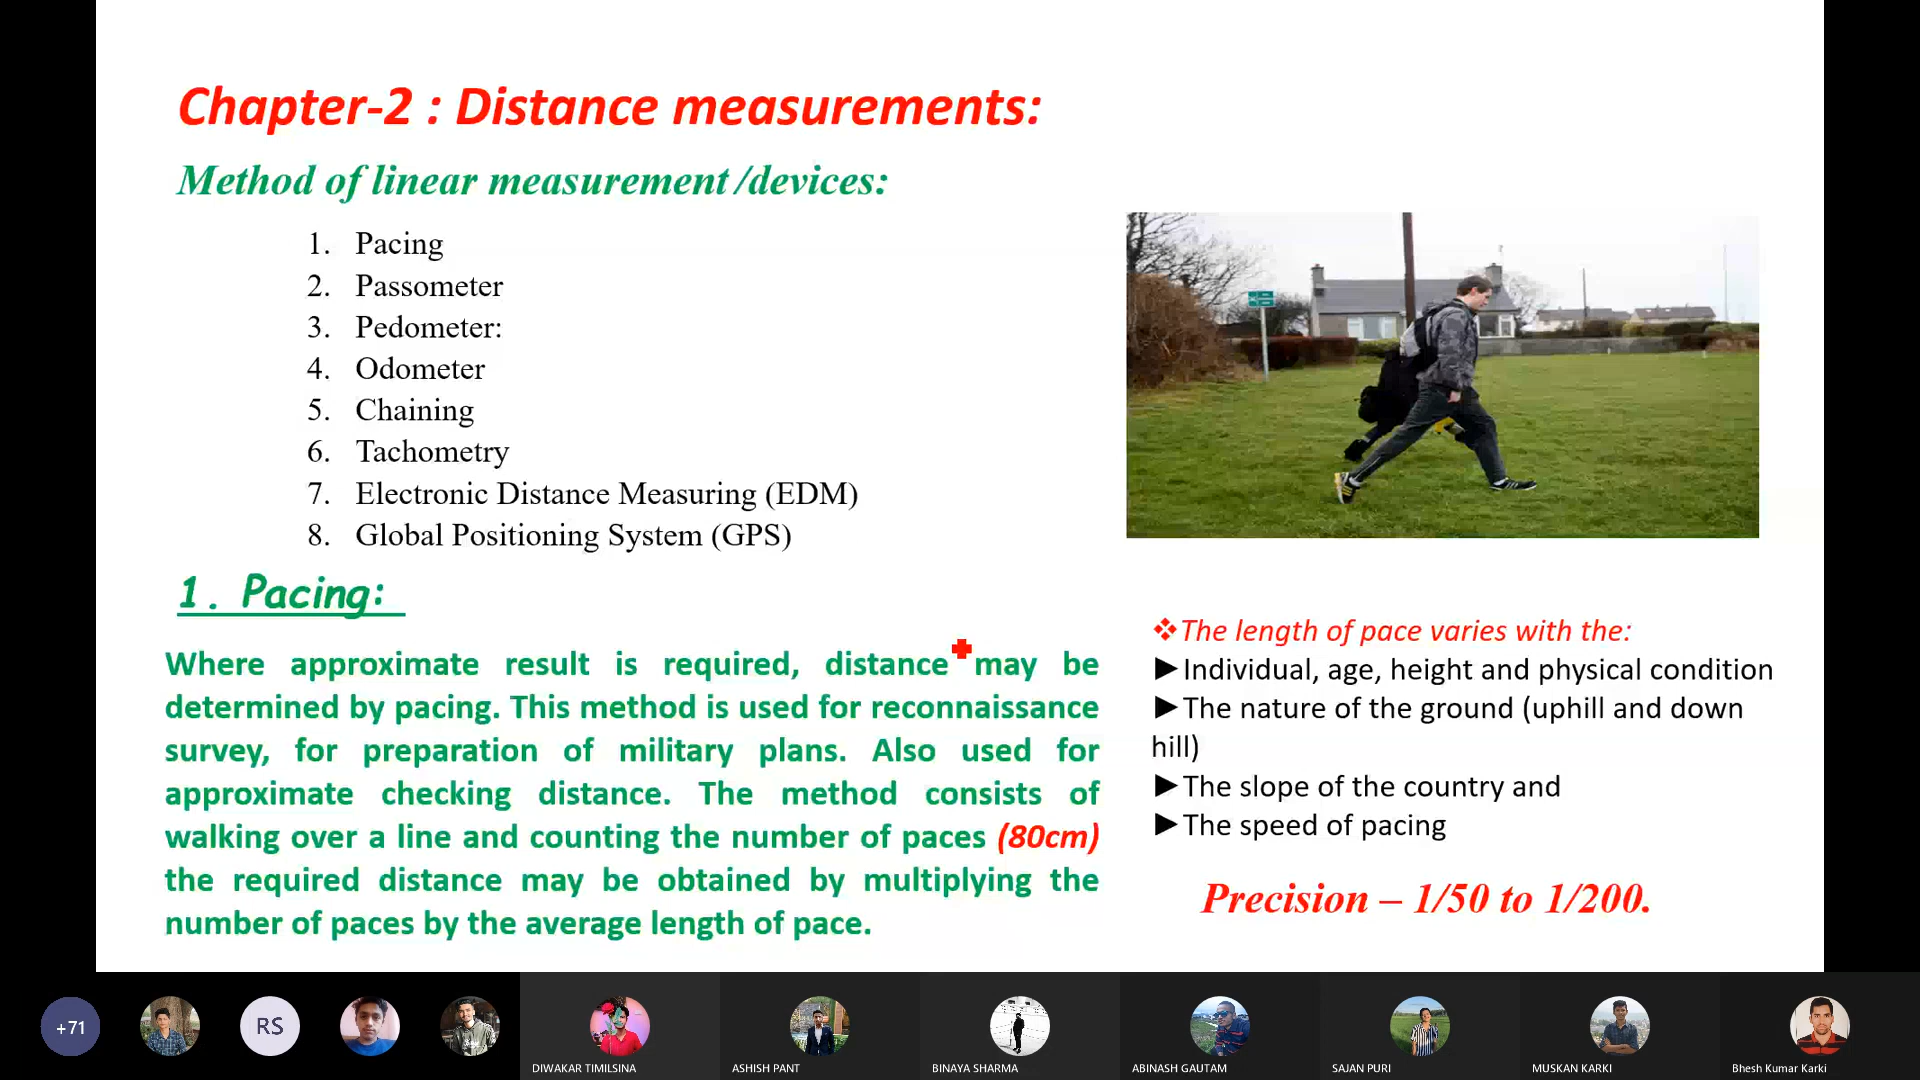 Chapter-2 : Distance measurements:
Method of linear measurement /devices:
1. Pacing
2. Passometer
3. Pedometer:
4. Odometer
5. Chaining
6. Tachometry
7. Electronic Distance Measuring (EDM)
8. Global Positioning System (GPS)
1. Pacing:
Where approximate result is required, distance may be
determined by pacing. This method is used for reconnaissance
survey, for preparation of military plans. Also used for
approximate checking distance. The method consists of
walking over a line and counting the number of paces (80cm)
the required distance may be obtained by multiplying the
number of paces by the average length of pace.
❖The length of pace varies with the:
►Individual, age, height and physical condition
►The nature of the ground (uphill and down
hill)
►The slope of the country and
►The speed of pacing
Precision – 1/50 to 1/200.
+71
RS
DIWAKAR TIMILSINA
ASHISH PANT
BINAYA SHARMA
ABINASH GAUTAM
SAJAN PURI
MUSKAN KARKI
Bhesh Kumar Karki